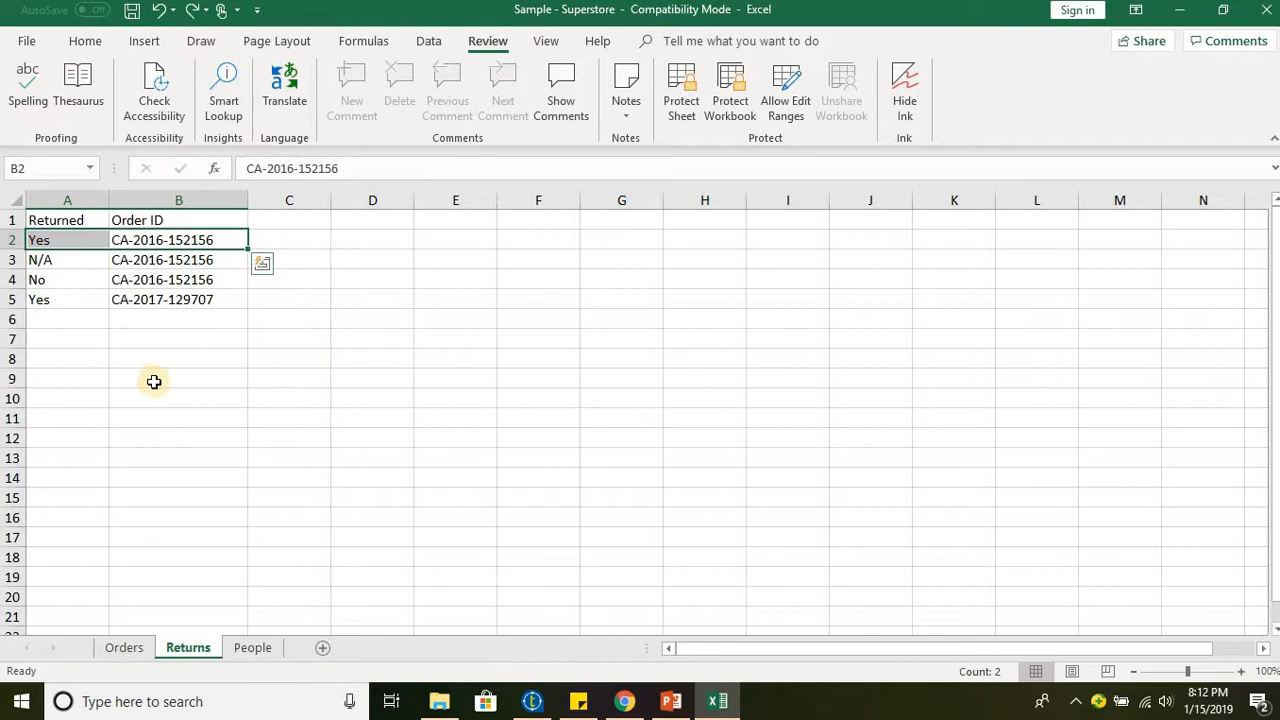 AutoSave Off Sample - Superstore - Compatibility Mode - Excel Sign in
File Home Insert Draw Page Layout Formulas Data Review View Help Tell me what you want to do Share Comments
abc
Spelling Thesaurus Check Accessibility Smart Lookup Translate New Comment Delete Previous Comment Next Comment Show Comments Notes Protect Sheet Protect Workbook Allow Edit Ranges Unshare Workbook Hide Ink
Proofing Accessibility Insights Language Comments Notes Protect Ink
B2 fx CA-2016-152156
A B C D E F G H I J K L M N
1 Returned Order ID
2 Yes CA-2016-152156
3 N/A CA-2016-152156
4 No CA-2016-152156
5 Yes CA-2017-129707
6
7
8
9
10
11
12
13
14
15
16
17
18
19
20
21
Orders Returns People
Ready Count: 2 100%
Type here to search 8:12 PM
1/15/2019 2